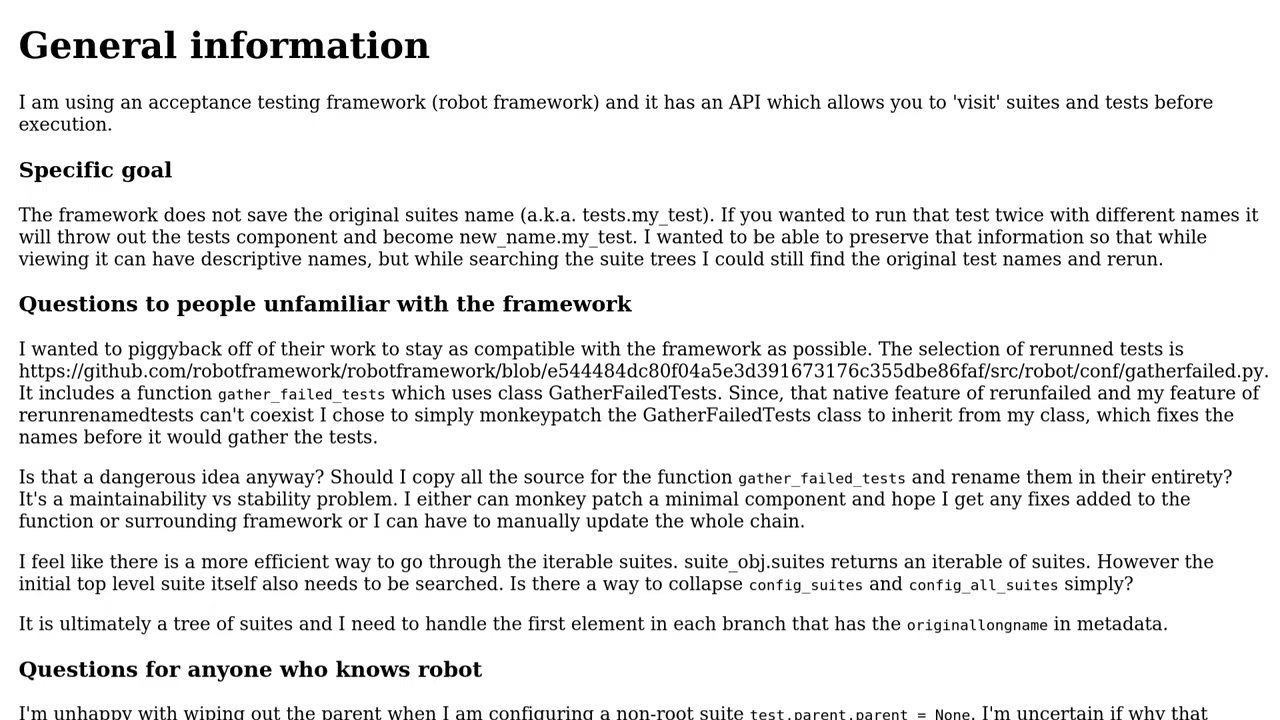 General information
I am using an acceptance testing framework (robot framework) and it has an API which allows you to 'visit' suites and tests before
execution.
Specific goal
The framework does not save the original suites name (a.k.a. tests.my_test). If you wanted to run that test twice with different names it
will throw out the tests component and become new_name.my_test. I wanted to be able to preserve that information so that while
viewing it can have descriptive names, but while searching the suite trees I could still find the original test names and rerun.
Questions to people unfamiliar with the framework
I wanted to piggyback off of their work to stay as compatible with the framework as possible. The selection of rerunned tests is
https://github.com/robotframework/robotframework/blob/e544484dc80f04a5e3d391673176c355dbe86faf/src/robot/conf/gatherfailed.py.
It includes a function gather_failed_tests which uses class GatherFailedTests. Since, that native feature of rerunfailed and my feature of
rerunrenamedtests can't coexist I chose to simply monkeypatch the GatherFailedTests class to inherit from my class, which fixes the
names before it would gather the tests.
Is that a dangerous idea anyway? Should I copy all the source for the function gather_failed_tests and rename them in their entirety?
It's a maintainability vs stability problem. I either can monkey patch a minimal component and hope I get any fixes added to the
function or surrounding framework or I can have to manually update the whole chain.
I feel like there is a more efficient way to go through the iterable suites. suite_obj.suites returns an iterable of suites. However the
initial top level suite itself also needs to be searched. Is there a way to collapse config_suites and config_all_suites simply?
It is ultimately a tree of suites and I need to handle the first element in each branch that has the originallongname in metadata.
Questions for anyone who knows robot
I'm unhappy with wiping out the parent when I am configuring a non-root suite test.parent.parent = None. I'm uncertain if why that